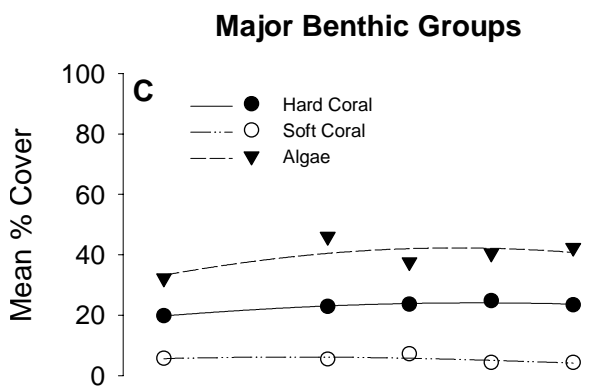 Major Benthic Groups
C
Hard Coral
Soft Coral
Algae
Mean % Cover
100
80
60
40
20
0